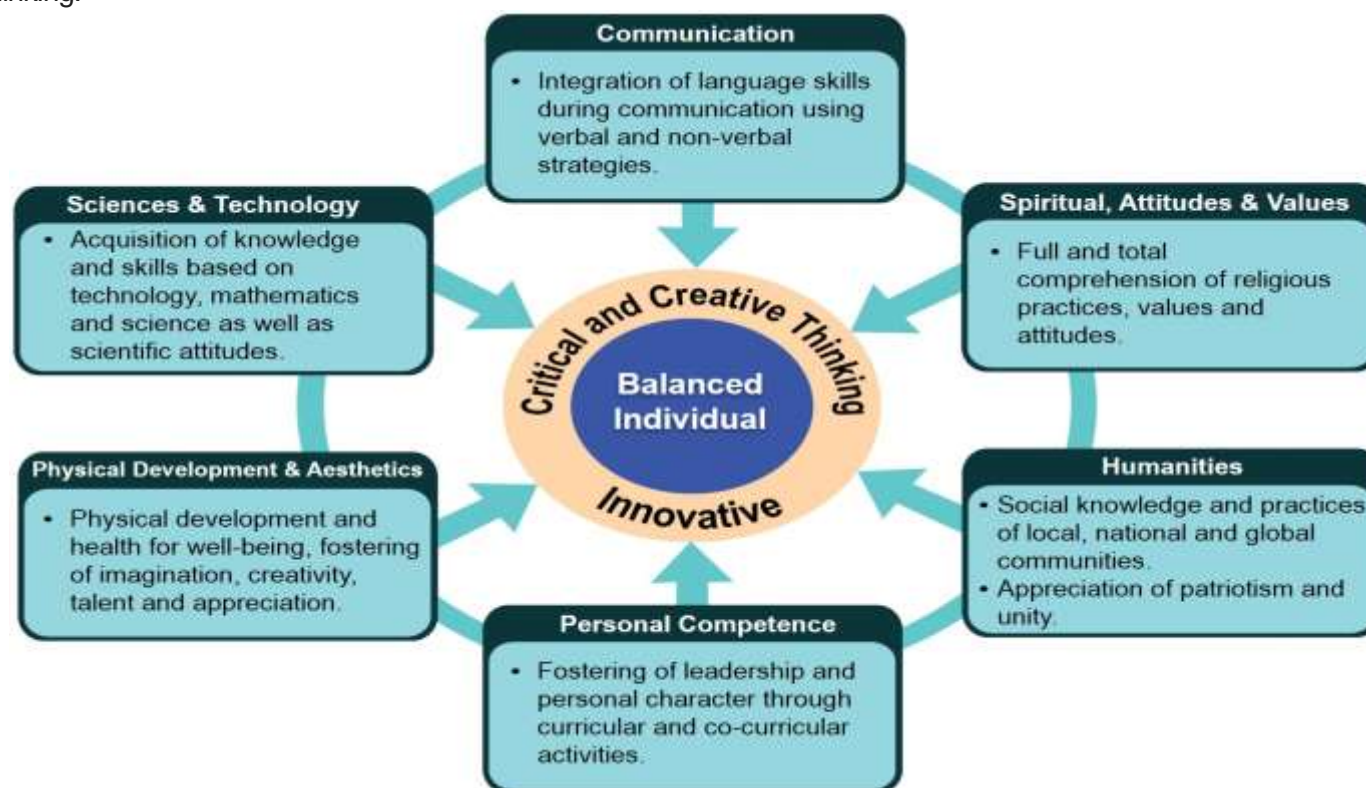 Communication
• Integration of language skills
during communication using
verbal and non-verbal
strategies.
Sciences & Technology
• Acquisition of knowledge
and skills based on
technology, mathematics
and science as well as
scientific attitudes.
Spiritual, Attitudes & Values
• Full and total
comprehension of religious
practices, values and
attitudes.
Critical and Creative Thinking
Balanced
Individual
Innovative
Physical Development & Aesthetics
• Physical development and
health for well-being, fostering
of imagination, creativity,
talent and appreciation.
Humanities
• Social knowledge and practices
of local, national and global
communities.
• Appreciation of patriotism and
unity.
Personal Competence
• Fostering of leadership and
personal character through
curricular and co-curricular
activities.